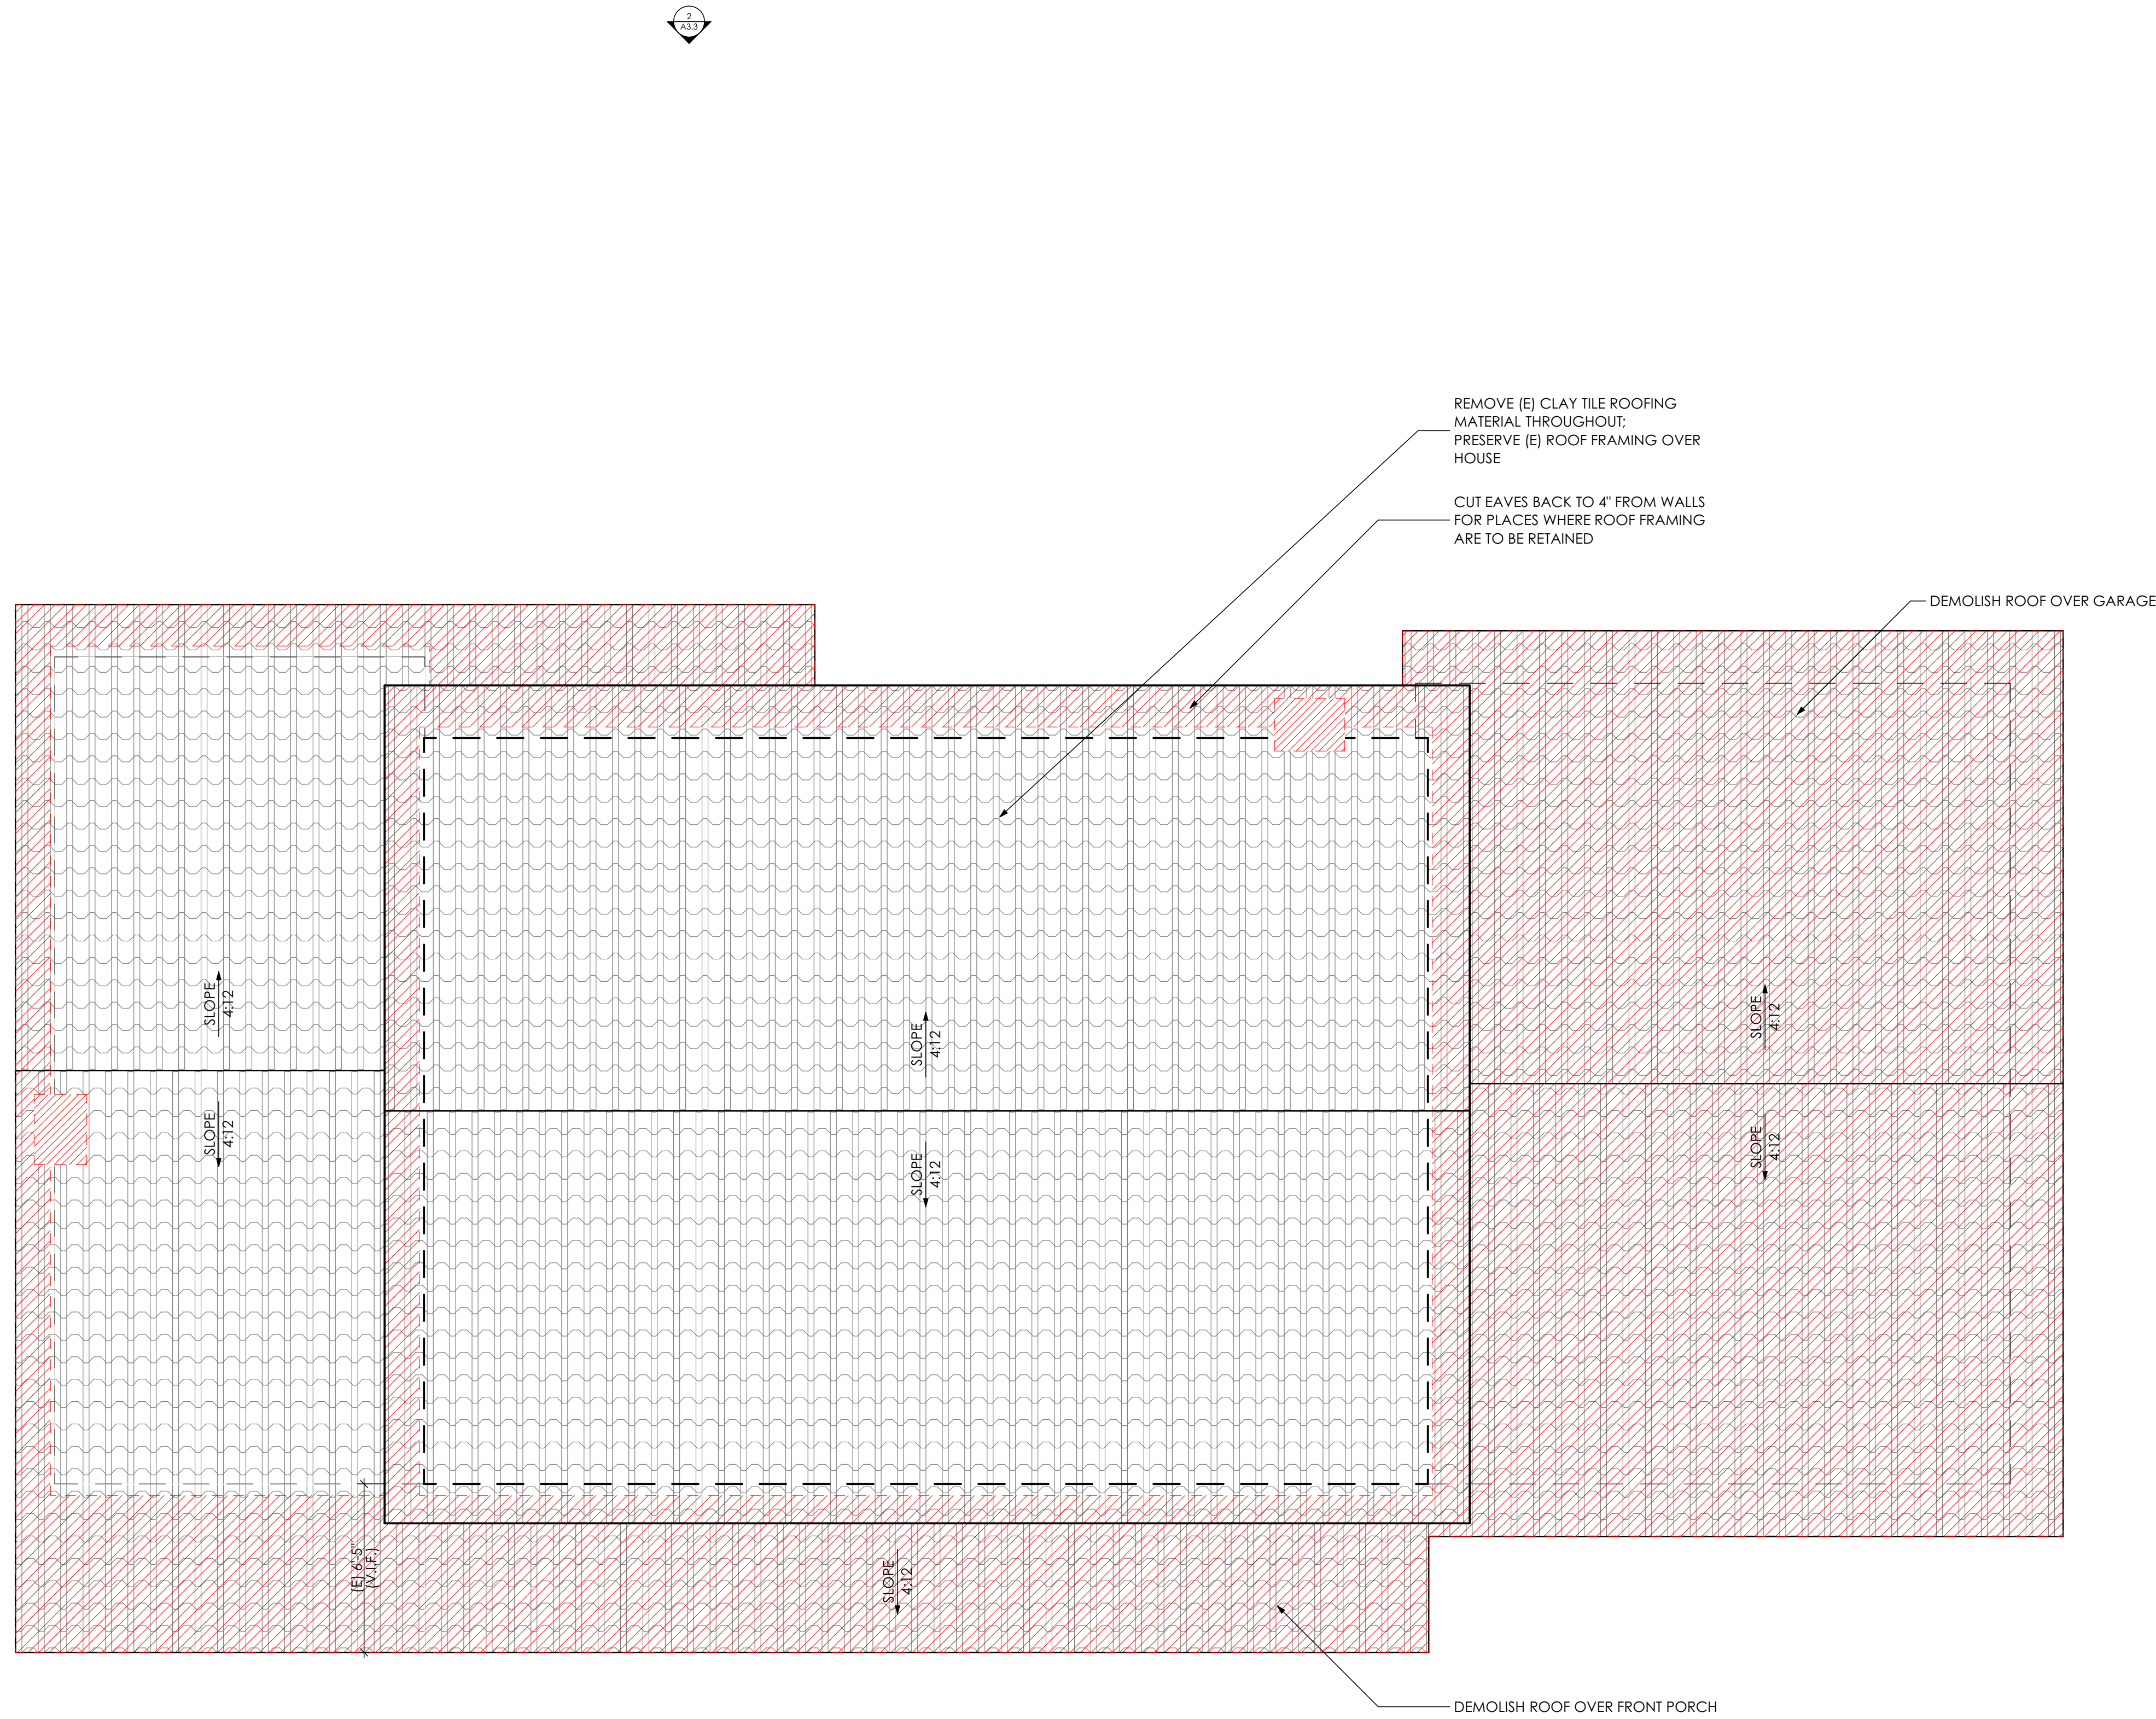 2
A3.3
REMOVE (E) CLAY TILE ROOFING
MATERIAL THROUGHOUT;
PRESERVE (E) ROOF FRAMING OVER
HOUSE
CUT EAVES BACK TO 4" FROM WALLS
FOR PLACES WHERE ROOF FRAMING
ARE TO BE RETAINED
DEMOLISH ROOF OVER GARAGE
SLOPE
4:12
SLOPE
4:12
SLOPE
4:12
SLOPE
4:12
SLOPE
4:12
SLOPE
4:12
(E) 6'-5"
(V.I.F.)
SLOPE
4:12
DEMOLISH ROOF OVER FRONT PORCH